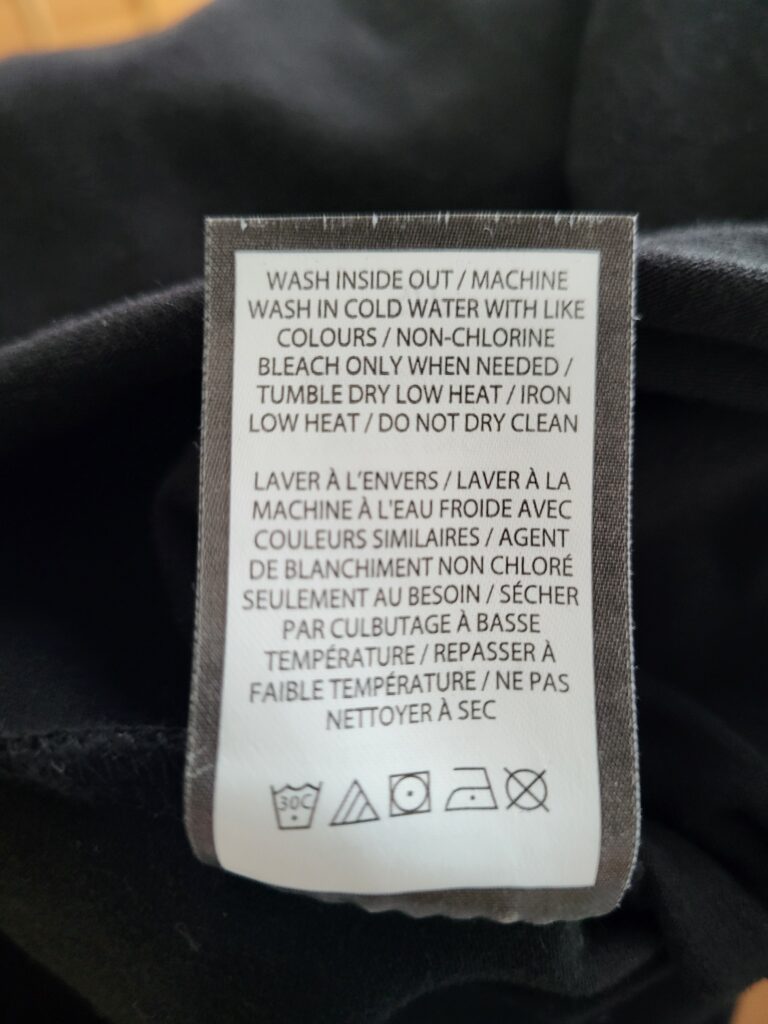 WASH INSIDE OUT / MACHINE
WASH IN COLD WATER WITH LIKE
COLOURS / NON-CHLORINE
BLEACH ONLY WHEN NEEDED /
TUMBLE DRY LOW HEAT / IRON
LOW HEAT / DO NOT DRY CLEAN
LAVER À L'ENVERS / LAVER À LA
MACHINE À L'EAU FROIDE AVEC
COULEURS SIMILAIRES / AGENT
DE BLANCHIMENT NON CHLORÉ
SEULEMENT AU BESOIN / SÉCHER
PAR CULBUTAGE À BASSE
TEMPÉRATURE / REPASSER À
FAIBLE TEMPÉRATURE / NE PAS
NETTOYER À SEC
30C